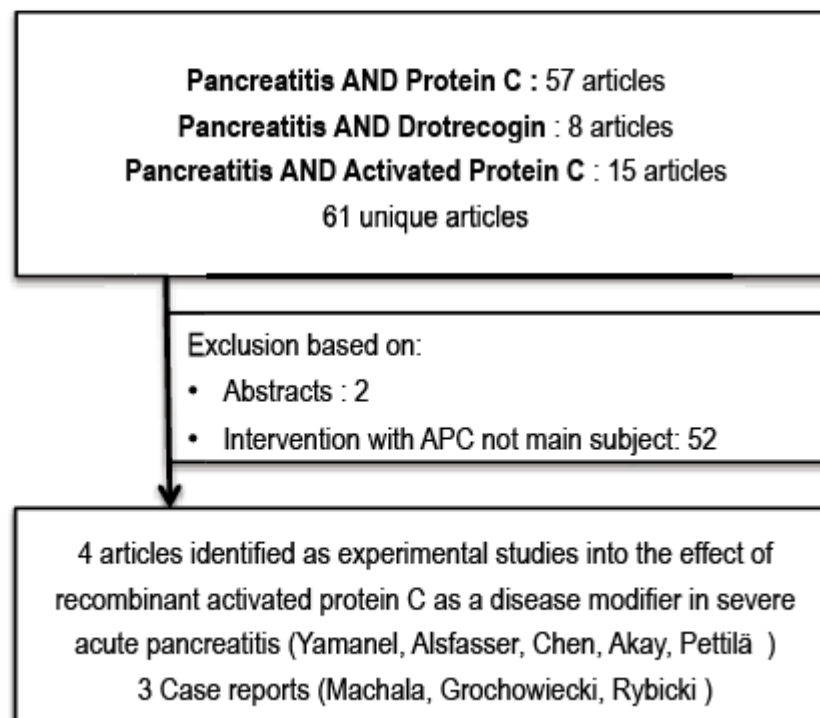 Pancreatitis AND Protein C : 57 articles
Pancreatitis AND Drotrecogin : 8 articles
Pancreatitis AND Activated Protein C : 15 articles
61 unique articles
Exclusion based on:
• Abstracts : 2
• Intervention with APC not main subject: 52
4 articles identified as experimental studies into the effect of
recombinant activated protein C as a disease modifier in severe
acute pancreatitis (Yamanel, Alsfasser, Chen, Akay, Pettilä )
3 Case reports (Machala, Grochowiecki, Rybicki )